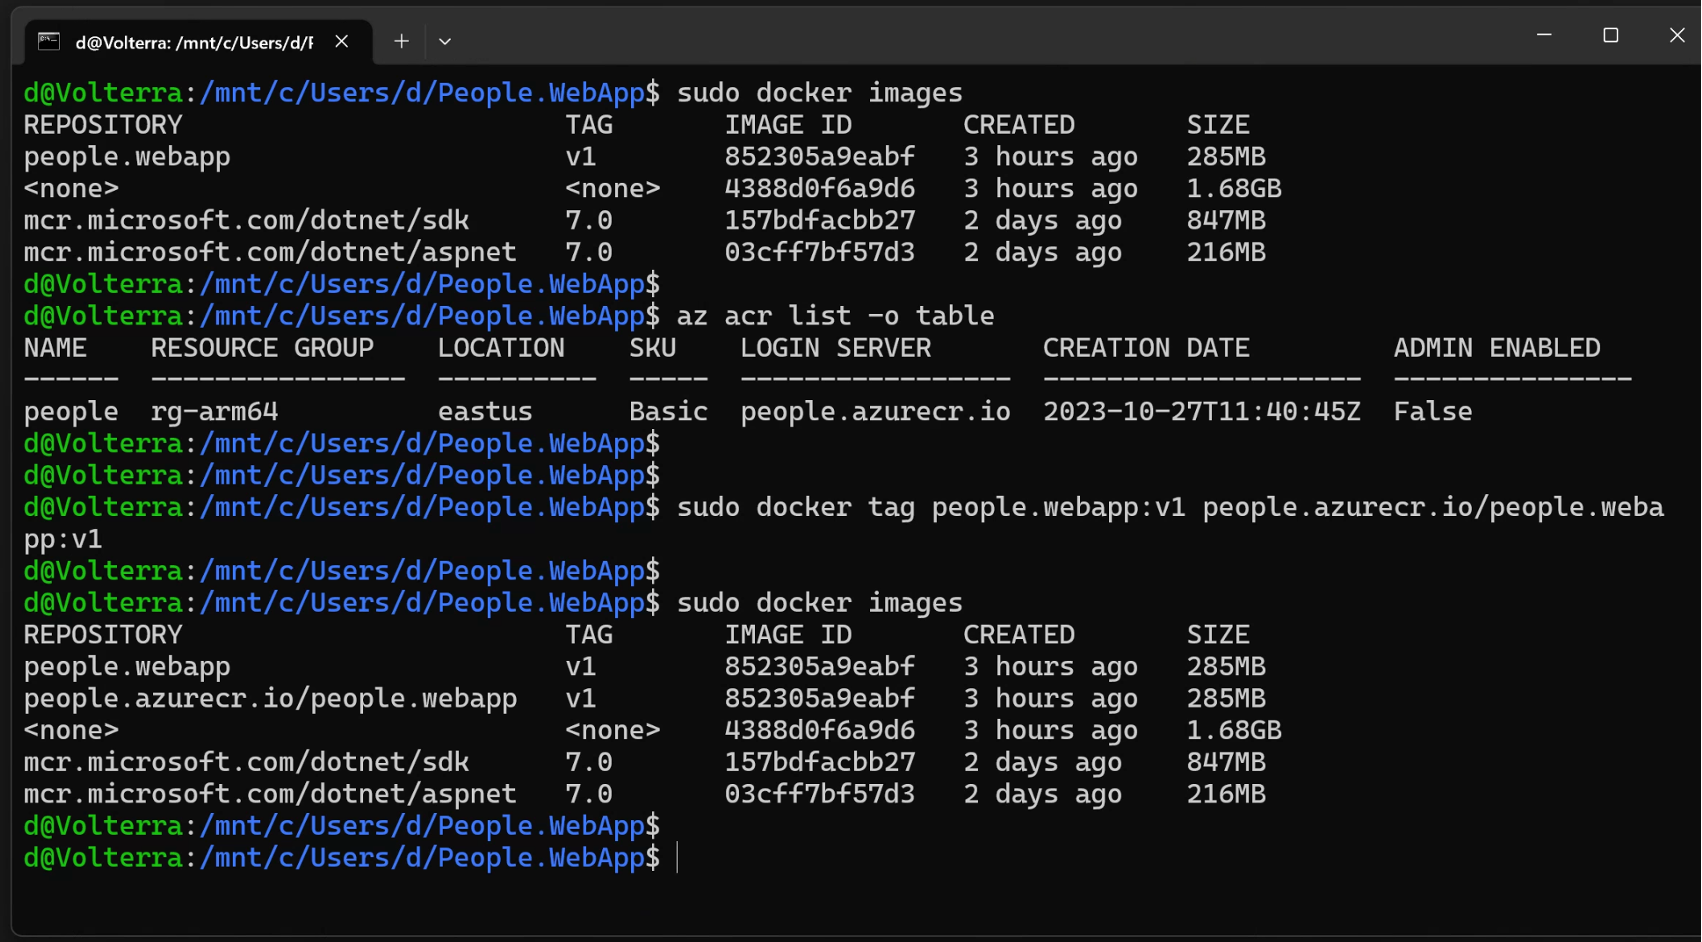 d@Volterra: /mnt/c/Users/d/F
d@Volterra:/mnt/c/Users/d/People.WebApp$ sudo docker images
REPOSITORY TAG IMAGE ID CREATED SIZE
people.webapp v1 852305a9eabf 3 hours ago 285MB
<none> <none> 4388d0f6a9d6 3 hours ago 1.68GB
mcr.microsoft.com/dotnet/sdk 7.0 157bdfacbb27 2 days ago 847MB
mcr.microsoft.com/dotnet/aspnet 7.0 03cff7bf57d3 2 days ago 216MB
d@Volterra:/mnt/c/Users/d/People.WebApp$
d@Volterra:/mnt/c/Users/d/People.WebApp$ az acr list -o table
NAME RESOURCE GROUP LOCATION SKU LOGIN SERVER CREATION DATE ADMIN ENABLED
------ ---------------- ---------- ----- ----------------- -------------------- ---------------
people rg-arm64 eastus Basic people.azurecr.io 2023-10-27T11:40:45Z False
d@Volterra:/mnt/c/Users/d/People.WebApp$
d@Volterra:/mnt/c/Users/d/People.WebApp$
d@Volterra:/mnt/c/Users/d/People.WebApp$ sudo docker tag people.webapp:v1 people.azurecr.io/people.weba
pp:v1
d@Volterra:/mnt/c/Users/d/People.WebApp$
d@Volterra:/mnt/c/Users/d/People.WebApp$ sudo docker images
REPOSITORY TAG IMAGE ID CREATED SIZE
people.webapp v1 852305a9eabf 3 hours ago 285MB
people.azurecr.io/people.webapp v1 852305a9eabf 3 hours ago 285MB
<none> <none> 4388d0f6a9d6 3 hours ago 1.68GB
mcr.microsoft.com/dotnet/sdk 7.0 157bdfacbb27 2 days ago 847MB
mcr.microsoft.com/dotnet/aspnet 7.0 03cff7bf57d3 2 days ago 216MB
d@Volterra:/mnt/c/Users/d/People.WebApp$
d@Volterra:/mnt/c/Users/d/People.WebApp$